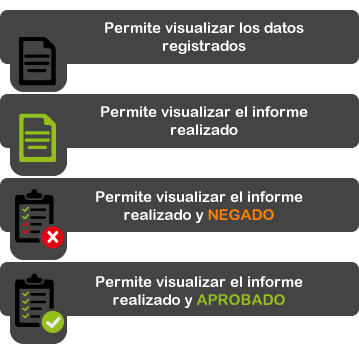 Permite visualizar los datos
registrados
Permite visualizar el informe
realizado
Permite visualizar el informe
realizado y NEGADO
Permite visualizar el informe
realizado y APROBADO